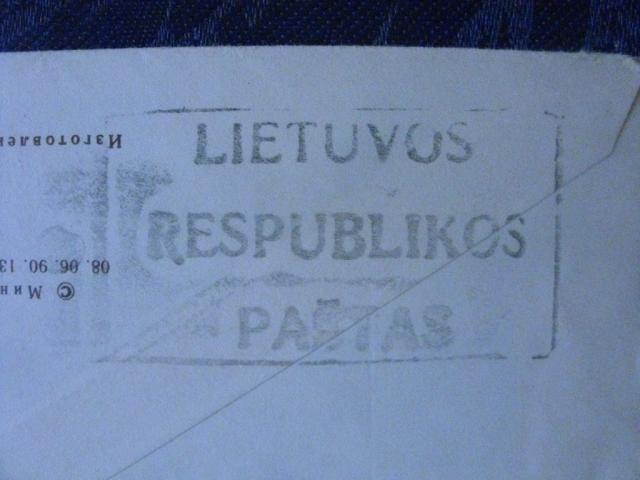 LIETUVOS
RESPUBLIKOS
PAŠTAS
© Мин
08. 06. 90. 13
Изготовлен